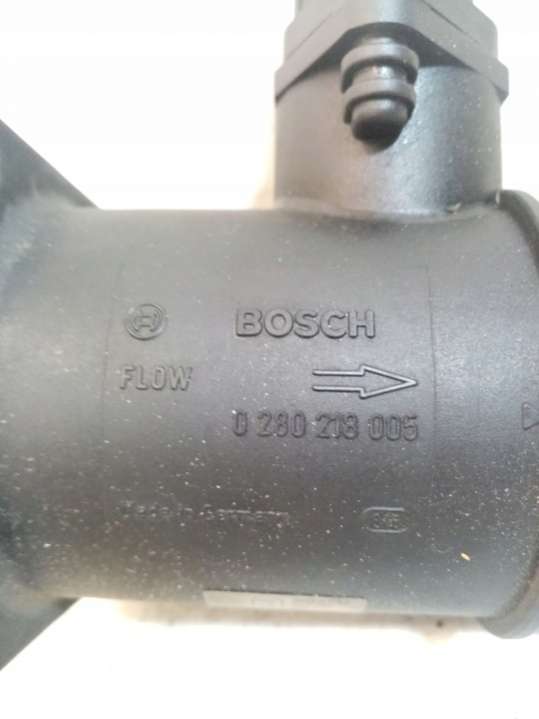 BOSCH
FLOW
0 280 218 005
Made in Germany